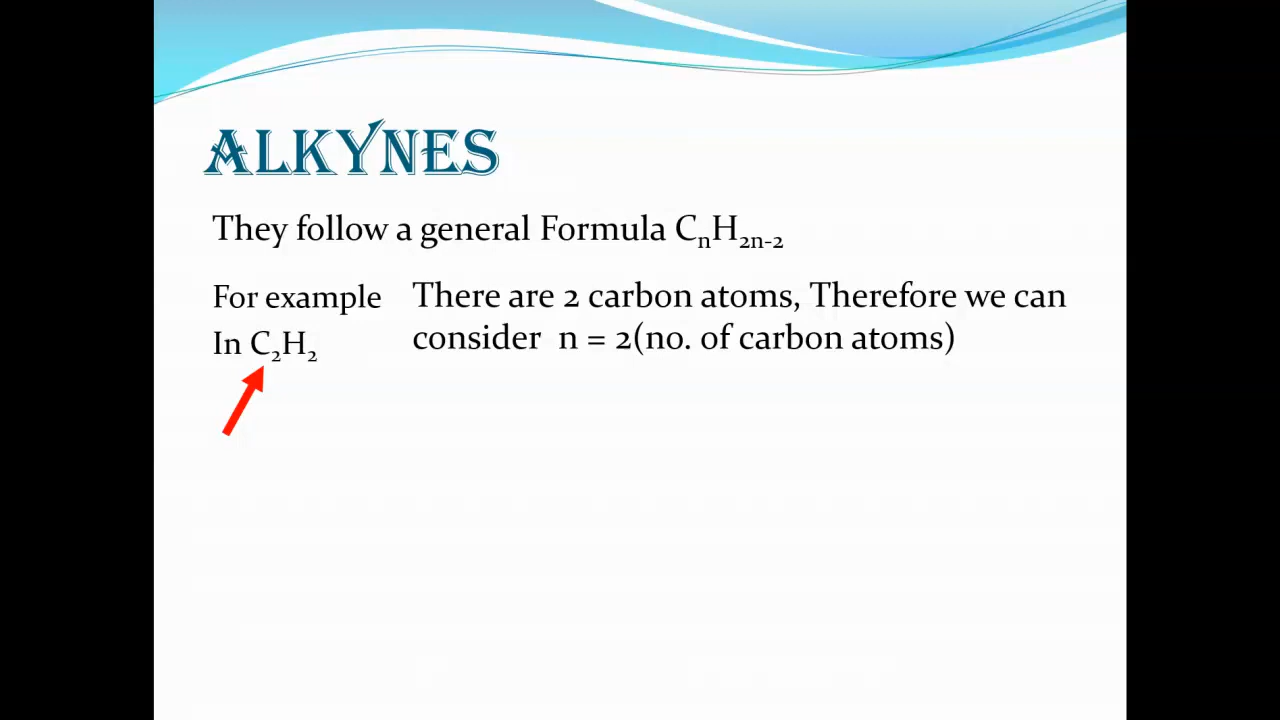 ALKYNES
They follow a general Formula CₙH₂ₙ₋₂
For example
In C₂H₂
There are 2 carbon atoms, Therefore we can
consider n = 2(no. of carbon atoms)